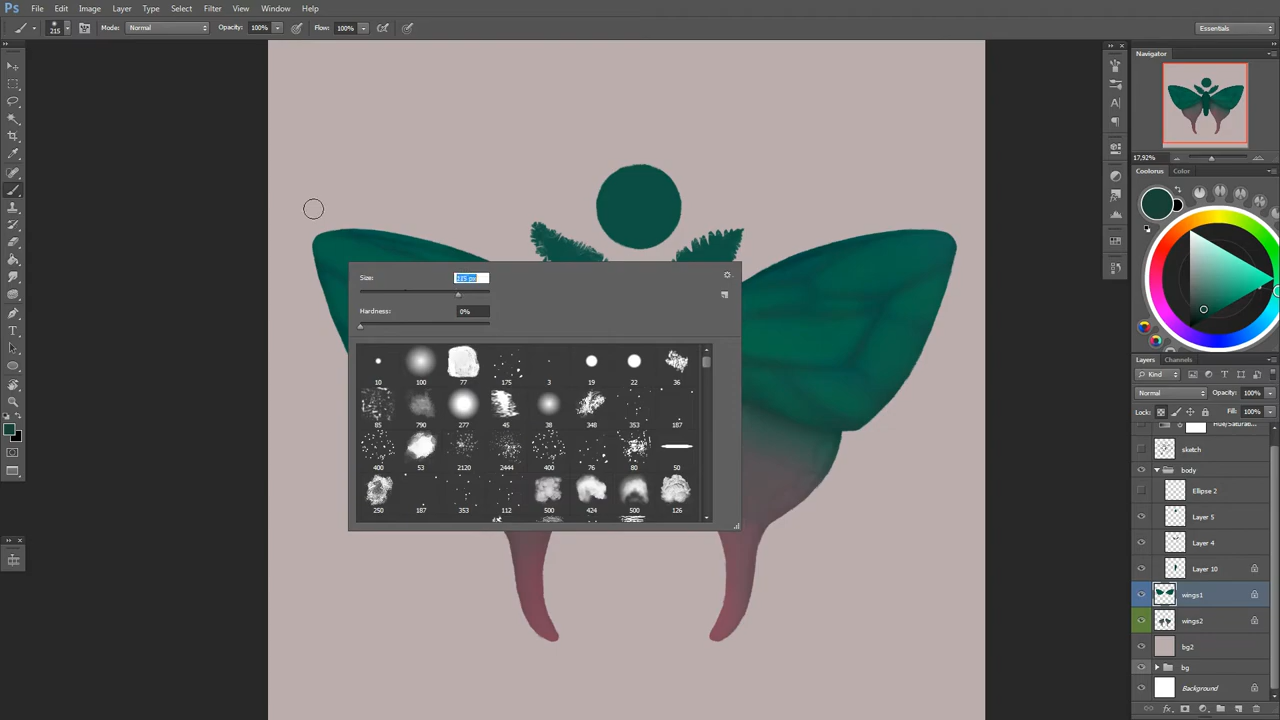 Ps File Edit Image Layer Type Select Filter View Window Help
215 Mode: Normal Opacity: 100% Flow: 100% Essentials
Navigator
17,92%
Coolorus Color
Size: 215 px
Hardness: 0%
10 100 77 175 3 19 22 36
85 790 277 45 38 348 353 187
400 53 2120 2444 400 76 80 50
250 187 353 112 500 424 500 126
Layers Channels
Kind
Normal Opacity: 100%
Lock: Fill: 100%
sketch
body
Ellipse 2
Layer 5
Layer 4
Layer 10
wings1
wings2
bg2
bg
Background
fx